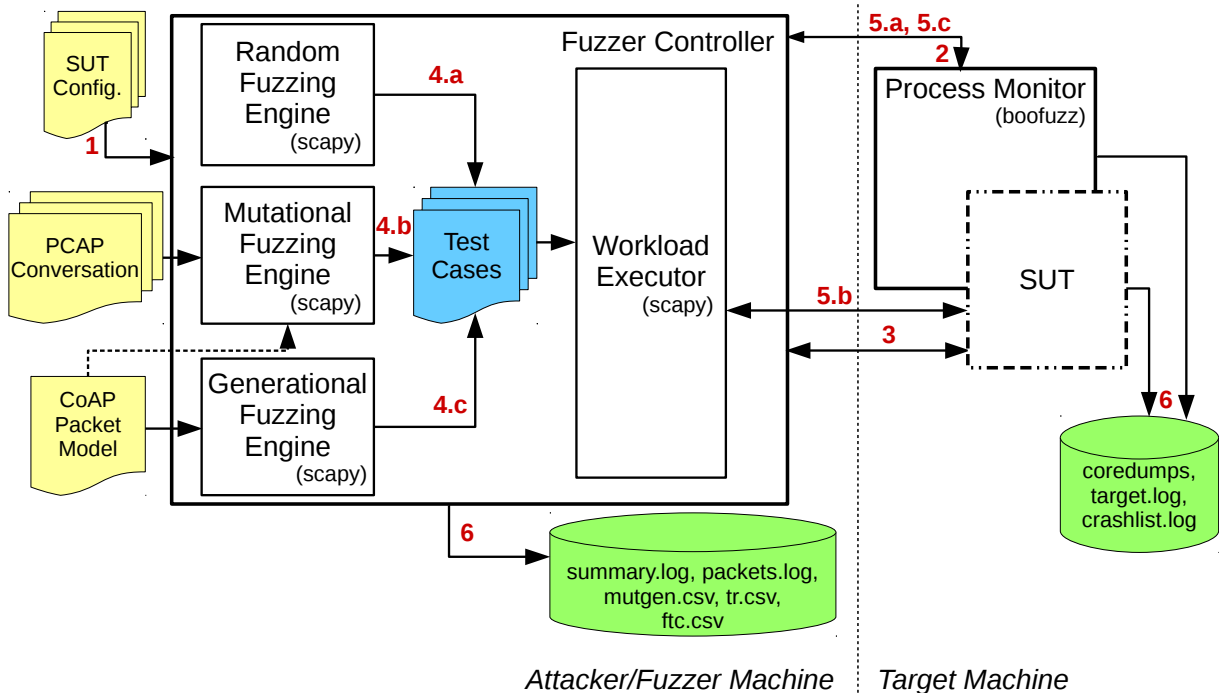 SUT
Config.
1
Random
Fuzzing
Engine
(scapy)
4.a
Fuzzer Controller
5.a, 5.c
2
Process Monitor
(boofuzz)
PCAP
Conversation
Mutational
Fuzzing
Engine
(scapy)
4.b
Test
Cases
Workload
Executor
(scapy)
5.b
3
SUT
CoAP
Packet
Model
Generational
Fuzzing
Engine
(scapy)
4.c
6
coredumps,
target.log,
crashlist.log
6
summary.log, packets.log,
mutgen.csv, tr.csv,
ftc.csv
Attacker/Fuzzer Machine
Target Machine